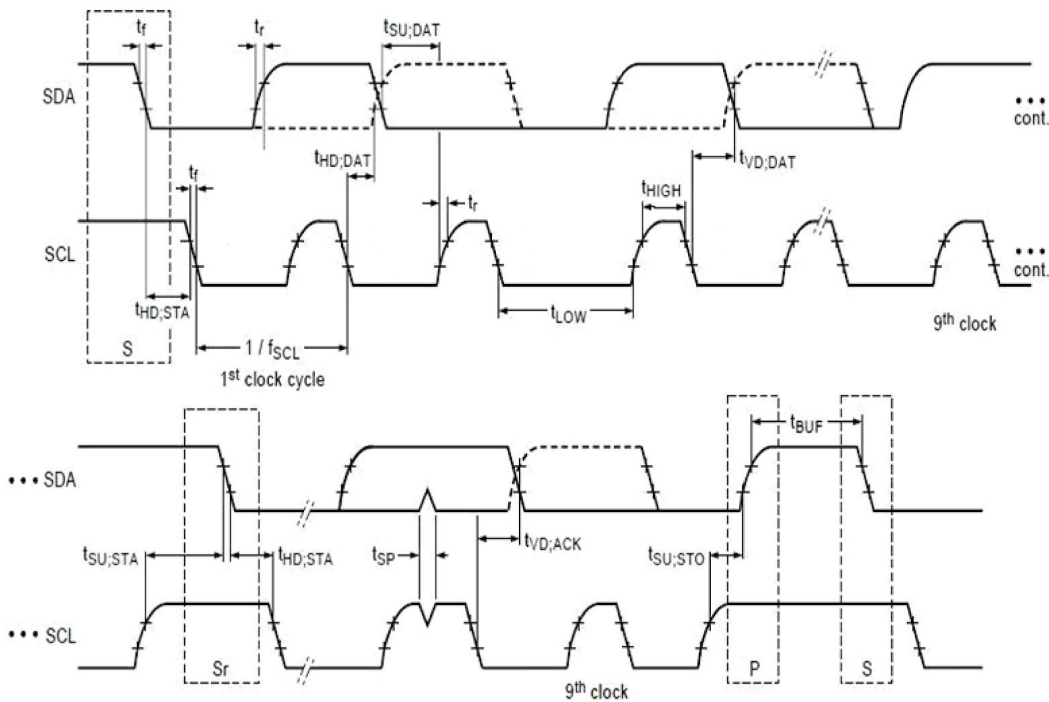 tf
tr
tSU;DAT
SDA
cont.
tHD;DAT
tVD;DAT
tf
tr
tHIGH
SCL
cont.
tHD;STA
tLOW
9th clock
S
1 / fSCL
1st clock cycle
tBUF
SDA
tSU;STA
tHD;STA
tSP
tVD;ACK
tSU;STO
SCL
Sr
P
S
9th clock